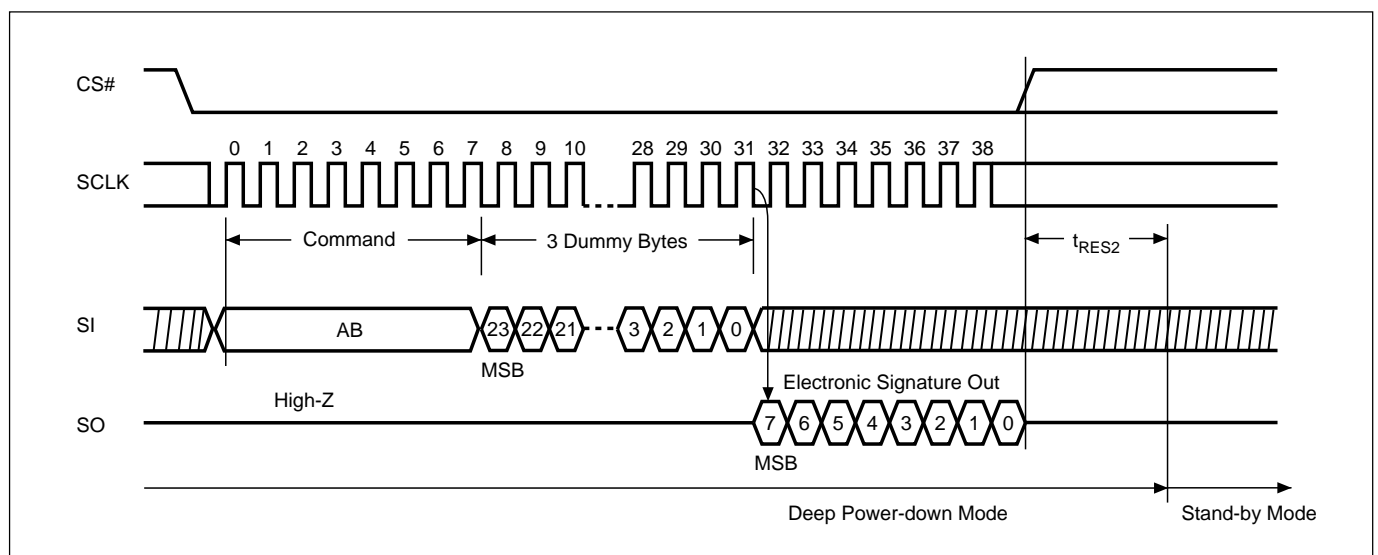 CS#
0 1 2 3 4 5 6 7 8 9 10 28 29 30 31 32 33 34 35 36 37 38
SCLK
Command 3 Dummy Bytes tRES2
SI AB 23 22 21 3 2 1 0
MSB
High-Z Electronic Signature Out
SO 7 6 5 4 3 2 1 0
MSB
Deep Power-down Mode Stand-by Mode